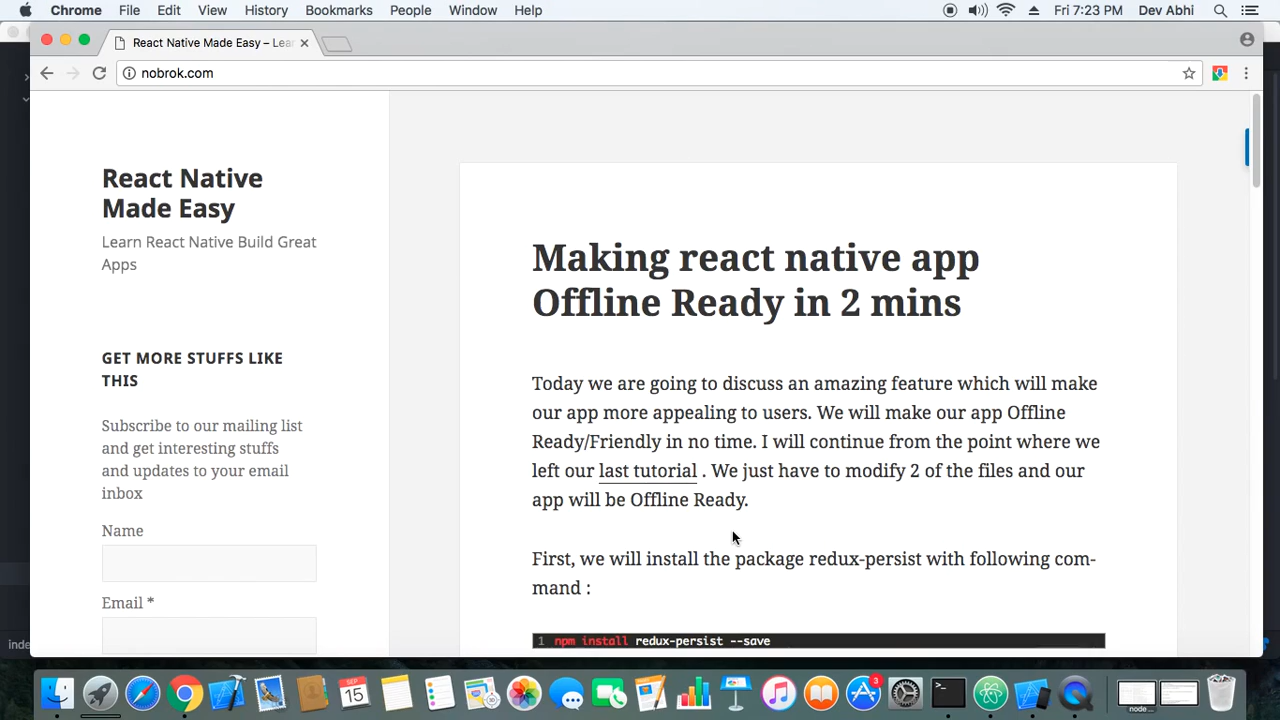 Chrome File Edit View History Bookmarks People Window Help Fri 7:23 PM Dev Abhi
React Native Made Easy – Lea
nobrok.com
React Native
Made Easy
Learn React Native Build Great
Apps
GET MORE STUFFS LIKE
THIS
Subscribe to our mailing list
and get interesting stuffs
and updates to your email
inbox
Name
Email *
Making react native app
Offline Ready in 2 mins
Today we are going to discuss an amazing feature which will make
our app more appealing to users. We will make our app Offline
Ready/Friendly in no time. I will continue from the point where we
left our last tutorial . We just have to modify 2 of the files and our
app will be Offline Ready.
First, we will install the package redux-persist with following com-
mand :
1 npm install redux-persist --save
inde
SEP
15
3